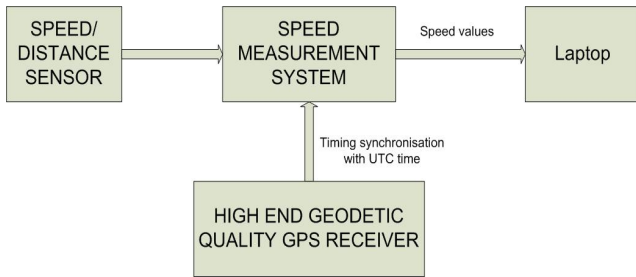 SPEED/
DISTANCE
SENSOR
SPEED
MEASUREMENT
SYSTEM
Speed values
Laptop
Timing synchronisation
with UTC time
HIGH END GEODETIC
QUALITY GPS RECEIVER